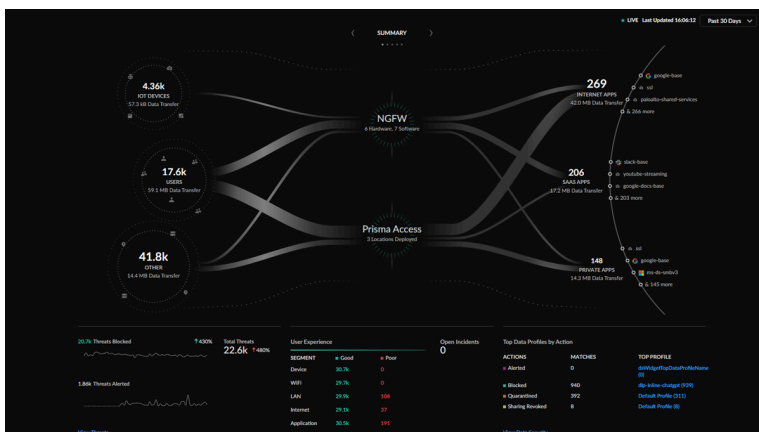 LIVE Last Updated 16:06:12 Past 30 Days
SUMMARY
4.36k
IOT DEVICES
57.3 kB Data Transfer
17.6k
USERS
59.1 MB Data Transfer
41.8k
OTHER
14.4 MB Data Transfer
NGFW
6 Hardware, 7 Software
Prisma Access
3 Locations Deployed
269
INTERNET APPS
42.0 MB Data Transfer
google-base
ssl
paloalto-shared-services
& 266 more
206
SAAS APPS
17.2 MB Data Transfer
slack-base
youtube-streaming
google-docs-base
& 203 more
148
PRIVATE APPS
14.3 MB Data Transfer
ssl
google-base
ms-ds-smbv3
& 145 more
20.7k Threats Blocked 430%
Total Threats
22.6k 480%
1.86k Threats Alerted
View Threats
User Experience
SEGMENT Good Poor
Device 30.7k 0
WiFi 29.7k 0
LAN 29.9k 108
Internet 29.1k 37
Application 30.5k 191
Open Incidents
0
Top Data Profiles by Action
ACTIONS MATCHES TOP PROFILE
Alerted 0 dsWidgetTopDataProfileName
(0)
Blocked 940 dlp-inline-chatgpt (939)
Quarantined 392 Default Profile (311)
Sharing Revoked 8 Default Profile (8)
View Data Security